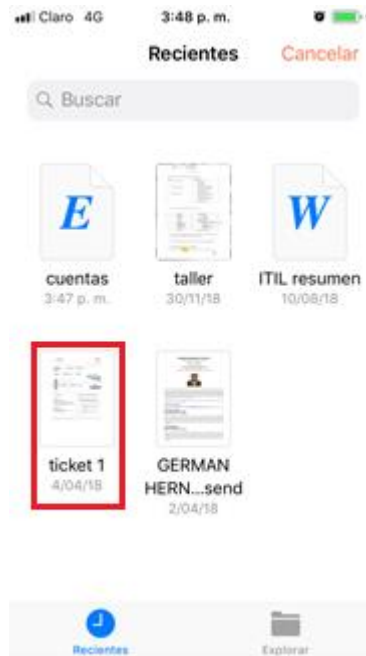 Claro 4G 3:48 p. m.
Recientes Cancelar
Buscar
E W
cuentas taller ITIL resumen
3:47 p. m. 30/11/18 10/08/18
ticket 1 GERMAN
4/04/18 HERN...send
2/04/18
Recientes Explorar